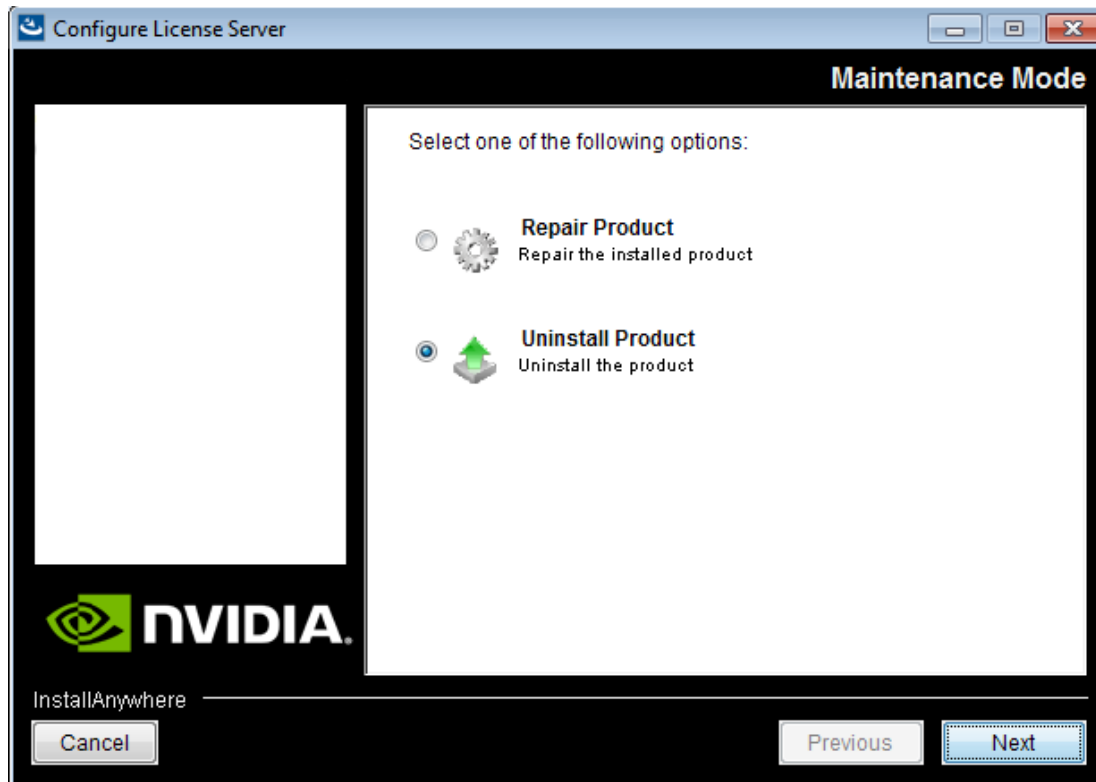 Configure License Server
Maintenance Mode
Select one of the following options:
Repair Product
Repair the installed product
Uninstall Product
Uninstall the product
NVIDIA.
InstallAnywhere
Cancel
Previous
Next